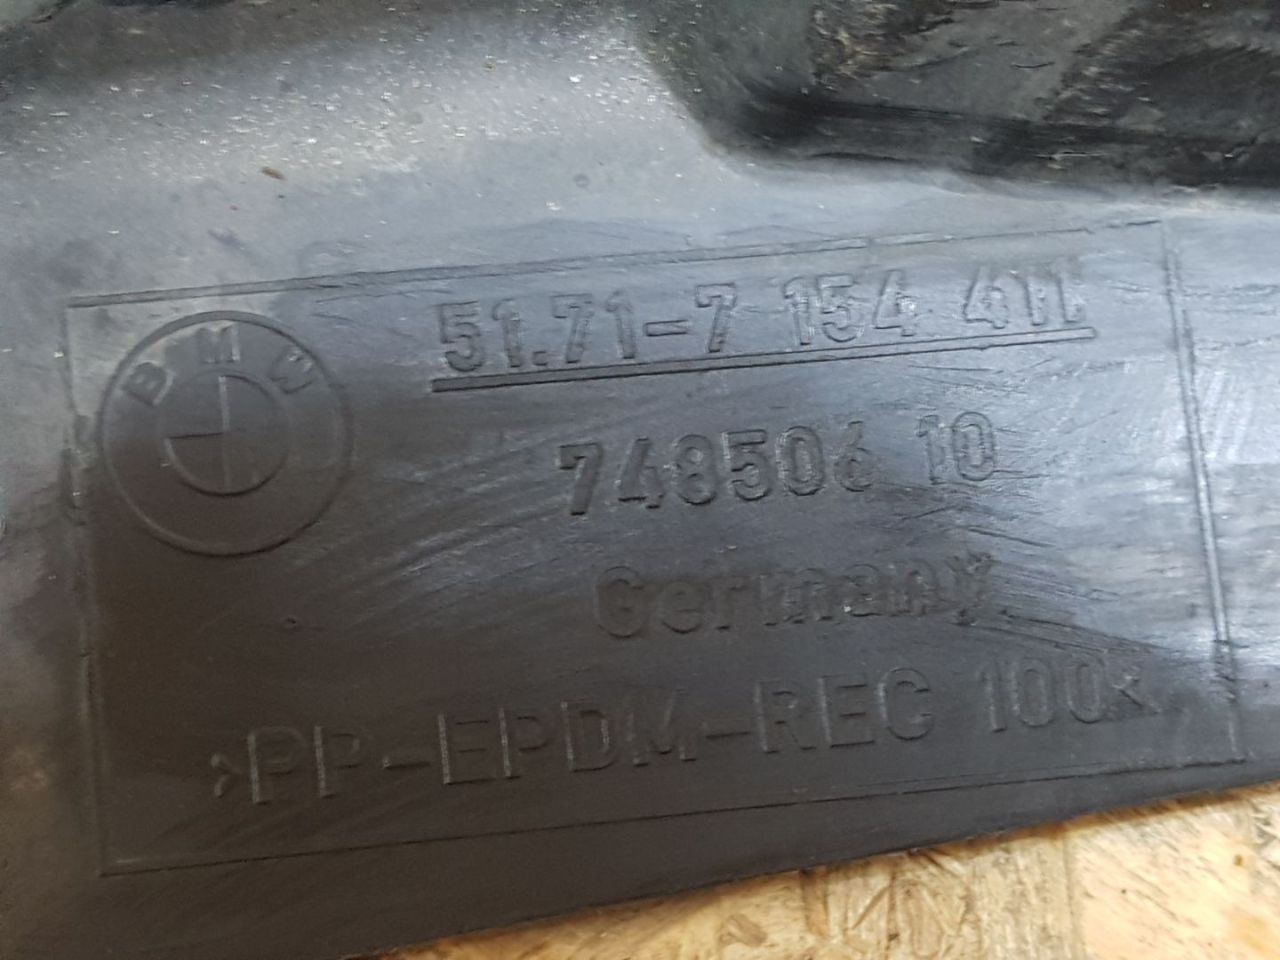 BMW
51.71-7 154 411
748506 10
Germany
>PP-EPDM-REC 100<